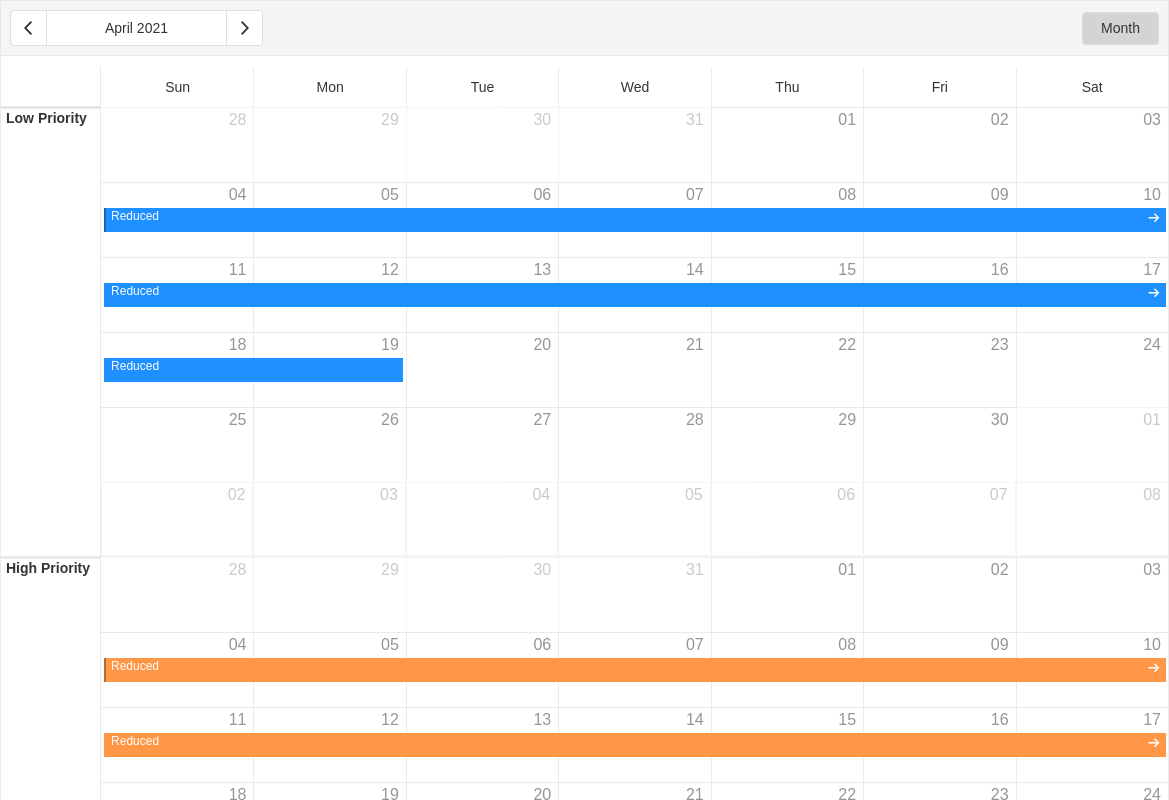 April 2021 Month
Sun Mon Tue Wed Thu Fri Sat
Low Priority 28 29 30 31 01 02 03
04 05 06 07 08 09 10
Reduced
11 12 13 14 15 16 17
Reduced
18 19 20 21 22 23 24
Reduced
25 26 27 28 29 30 01
02 03 04 05 06 07 08
High Priority 28 29 30 31 01 02 03
04 05 06 07 08 09 10
Reduced
11 12 13 14 15 16 17
Reduced
18 19 20 21 22 23 24